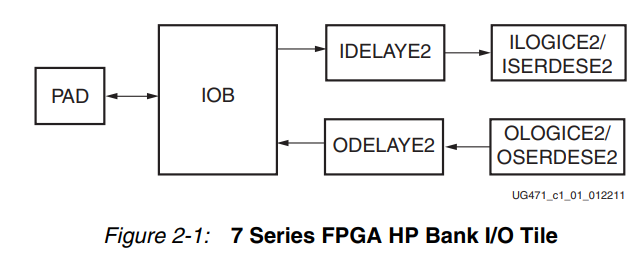 PAD
IOB
IDELAYE2
ILOGICE2/
ISERDESE2
ODELAYE2
OLOGICE2/
OSERDESE2
UG471_c1_01_012211
Figure 2-1: 7 Series FPGA HP Bank I/O Tile